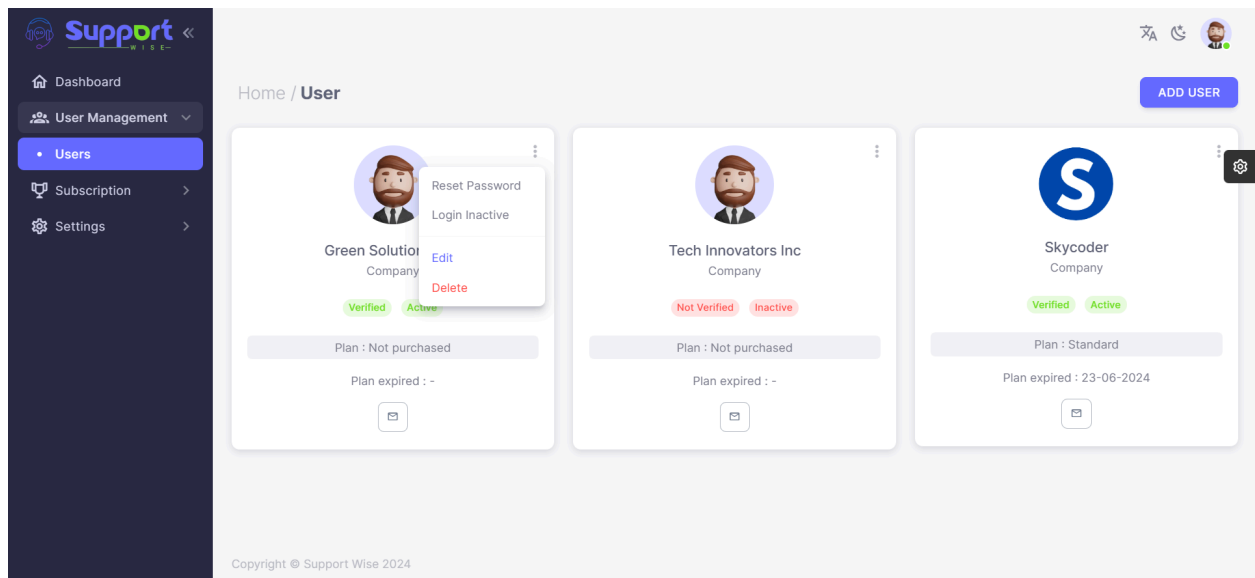 Support
WISE
Dashboard
User Management
Users
Subscription
Settings
Home / User
ADD USER
Reset Password
Login Inactive
Edit
Delete
Green Solution
Company
Verified Active
Plan : Not purchased
Plan expired : -
Tech Innovators Inc
Company
Not Verified Inactive
Plan : Not purchased
Plan expired : -
S
Skycoder
Company
Verified Active
Plan : Standard
Plan expired : 23-06-2024
Copyright © Support Wise 2024